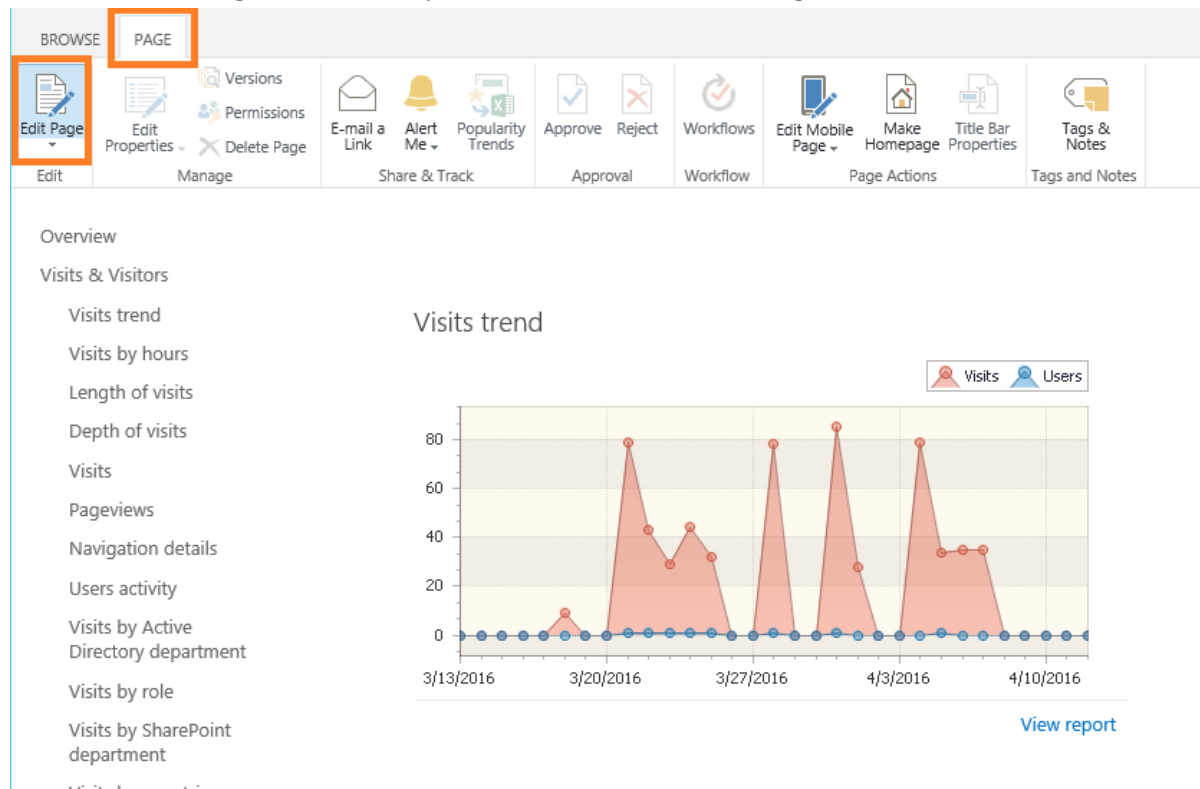 BROWSE PAGE
Versions
Permissions
Delete Page
Edit Page
Edit
Properties
E-mail a
Link
Alert
Me
Popularity
Trends
Approve
Reject
Workflows
Edit Mobile
Page
Make
Homepage
Title Bar
Properties
Tags &
Notes
Edit
Manage
Share & Track
Approval
Workflow
Page Actions
Tags and Notes
Overview
Visits & Visitors
Visits trend
Visits by hours
Length of visits
Depth of visits
Visits
Pageviews
Navigation details
Users activity
Visits by Active
Directory department
Visits by role
Visits by SharePoint
department
Visits trend
Visits Users
80
60
40
20
0
3/13/2016 3/20/2016 3/27/2016 4/3/2016 4/10/2016
View report